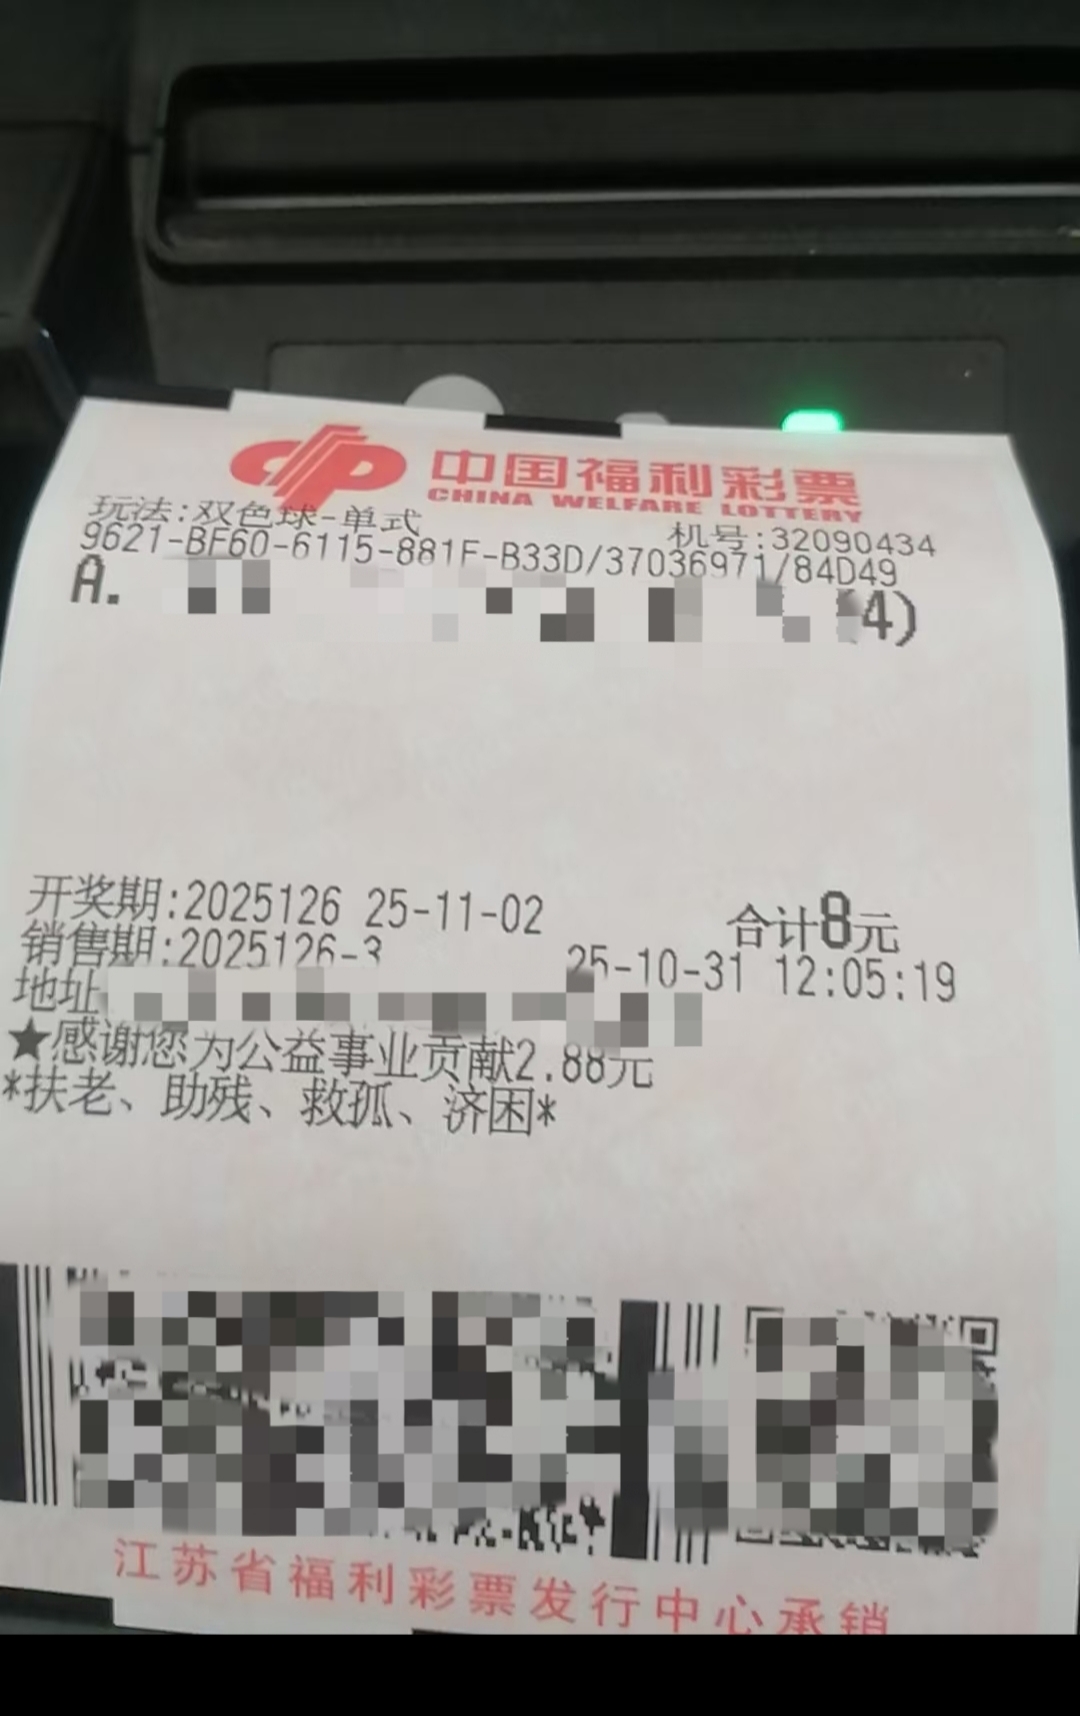 中国福利彩票
CHINA WELFARE LOTTERY
玩法:双色球-单式 机号:32090434
9621-BF60-6115-881F-B33D/37036971/84D49
A. 4)
开奖期:2025126 25-11-02 合计8元
销售期:2025126-3 25-10-31 12:05:19
地址
★感谢您为公益事业贡献2.88元
*扶老、助残、救孤、济困*
江苏省福利彩票发行中心承销